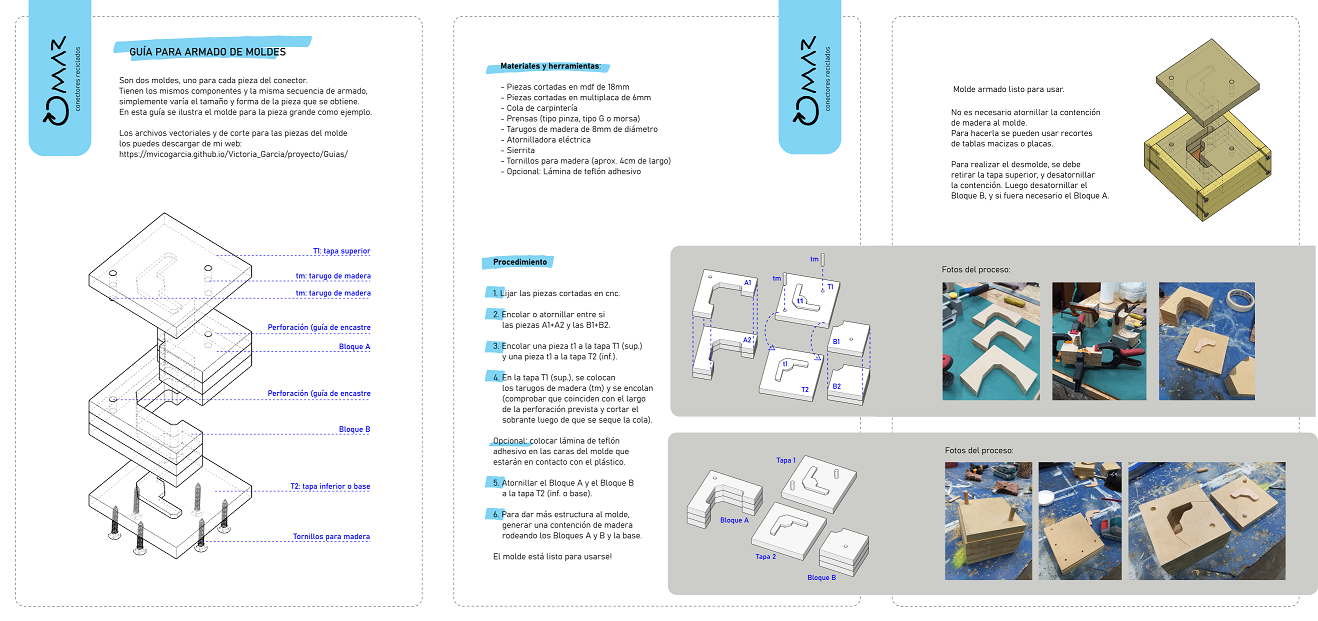 OMAR
conectores reciclados
GUÍA PARA ARMADO DE MOLDES
Son dos moldes, uno para cada pieza del conector.
Tienen los mismos componentes y la misma secuencia de armado,
simplemente varía el tamaño y forma de la pieza que se obtiene.
En esta guía se ilustra el molde para la pieza grande como ejemplo.
Los archivos vectoriales y de corte para las piezas del molde
los puedes descargar de mi web:
https://mvicogarcia.github.io/Victoria_Garcia/proyecto/Guias/
T1: tapa superior
tm: tarugo de madera
tm: tarugo de madera
Perforación (guía de encastre
Bloque A
Perforación (guía de encastre
Bloque B
T2: tapa inferior o base
Tornillos para madera
OMAR
conectores reciclados
Materiales y herramientas:
- Piezas cortadas en mdf de 18mm
- Piezas cortadas en multiplaca de 6mm
- Cola de carpintería
- Prensas (tipo pinza, tipo G o morsa)
- Tarugos de madera de 8mm de diámetro
- Atornilladora eléctrica
- Sierrita
- Tornillos para madera (aprox. 4cm de largo)
- Opcional: Lámina de teflón adhesivo
Procedimiento
1. Lijar las piezas cortadas en cnc.
2. Encolar o atornillar entre si
las piezas A1+A2 y las B1+B2.
3. Encolar una pieza t1 a la tapa T1 (sup.)
y una pieza t1 a la tapa T2 (inf.).
4. En la tapa T1 (sup.), se colocan
los tarugos de madera (tm) y se encolan
(comprobar que coinciden con el largo
de la perforación prevista y cortar el
sobrante luego de que se seque la cola).
Opcional: colocar lámina de teflón
adhesivo en las caras del molde que
estarán en contacto con el plástico.
5. Atornillar el Bloque A y el Bloque B
a la tapa T2 (inf. o base).
6. Para dar más estructura al molde,
generar una contención de madera
rodeando los Bloques A y B y la base.
El molde está listo para usarse!
tm
tm
A1
T1
t1
A2
B1
t1
T2
B2
Tapa 1
Bloque A
Tapa 2
Bloque B
Molde armado listo para usar.
No es necesario atornillar la contención
de madera al molde.
Para hacerla se pueden usar recortes
de tablas macizas o placas.
Para realizar el desmolde, se debe
retirar la tapa superior, y desatornillar
la contención. Luego desatornillar el
Bloque B, y si fuera necesario el Bloque A.
Fotos del proceso:
Fotos del proceso: